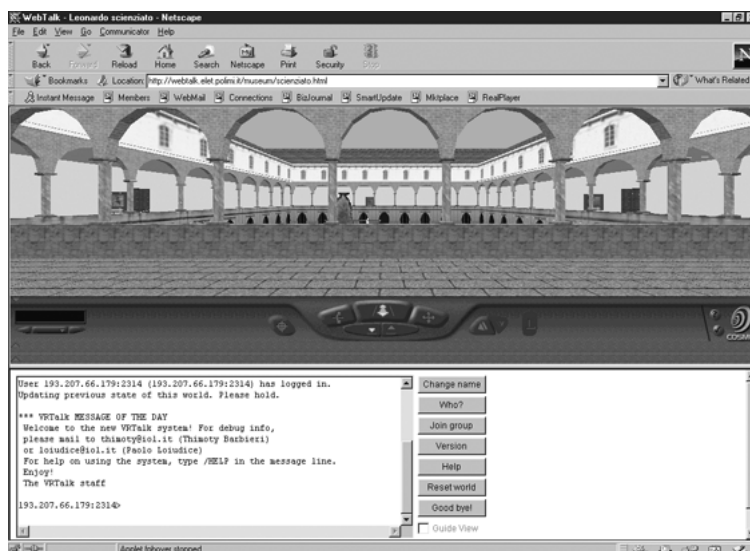 WebTalk - Leonardo scienziato - Netscape
File Edit View Go Communicator Help
Back Forward Reload Home Search Netscape Print Security Stop
Bookmarks Location: http://webtalk.elet.polimi.it/museum/scienziato.html What's Related
Instant Message Members WebMail Connections BizJournal SmartUpdate Mktplace RealPlayer
N
COSMO
User 193.207.66.179:2314 (193.207.66.179:2314) has logged in.
Updating previous state of this world. Please hold.
*** VRTalk MESSAGE OF THE DAY
Welcome to the new VRTalk system! For debug info,
please mail to thimoty@iol.it (Thimoty Barbieri)
or loiudice@iol.it (Paolo Loiudice)
For help on using the system, type /HELP in the message line.
Enjoy!
The VRTalk staff
193.207.66.179:2314>
Change name
Who?
Join group
Version
Help
Reset world
Good bye!
Guide View
Applet Iphover stopped